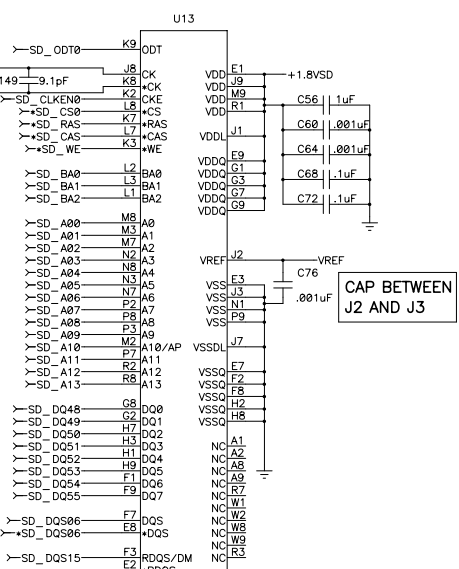 U13
SD_ODT0 K9 ODT
149 9.1pF
J8 CK
K8 *CK
SD_CLKEN0 K2 CKE
*SD_CS0 L8 *CS
*SD_RAS K7 *RAS
*SD_CAS L7 *CAS
*SD_WE K3 *WE
SD_BA0 L2 BA0
SD_BA1 L3 BA1
SD_BA2 L1 BA2
SD_A00 M8 A0
SD_A01 M3 A1
SD_A02 M7 A2
SD_A03 N2 A3
SD_A04 N8 A4
SD_A05 N3 A5
SD_A06 N7 A6
SD_A07 P2 A7
SD_A08 P8 A8
SD_A09 P3 A9
SD_A10 M2 A10/AP
SD_A11 P7 A11
SD_A12 R2 A12
SD_A13 R8 A13
SD_DQ48 G8 DQ0
SD_DQ49 G2 DQ1
SD_DQ50 H7 DQ2
SD_DQ51 H3 DQ3
SD_DQ52 H1 DQ4
SD_DQ53 H9 DQ5
SD_DQ54 F1 DQ6
SD_DQ55 F9 DQ7
SD_DQS06 F7 DQS
*SD_DQS06 E8 *DQS
SD_DQS15 F3 RDQS/DM
E2 *RDQS
VDD E1 +1.8VSD
VDD J9
VDD M9
VDD R1
VDDL J1
VDDQ E9
VDDQ G1
VDDQ G3
VDDQ G7
VDDQ G9
C56 1uF
C60 .001uF
C64 .001uF
C68 .1uF
C72 .1uF
VREF J2 VREF
C76
.001uF
CAP BETWEEN
J2 AND J3
VSS E3
VSS J3
VSS N1
VSS P9
VSSDL J7
VSSQ E7
VSSQ F2
VSSQ F8
VSSQ H2
VSSQ H8
NC A1
NC A2
NC A8
NC A9
NC R7
NC W1
NC W2
NC W8
NC W9
NC R3